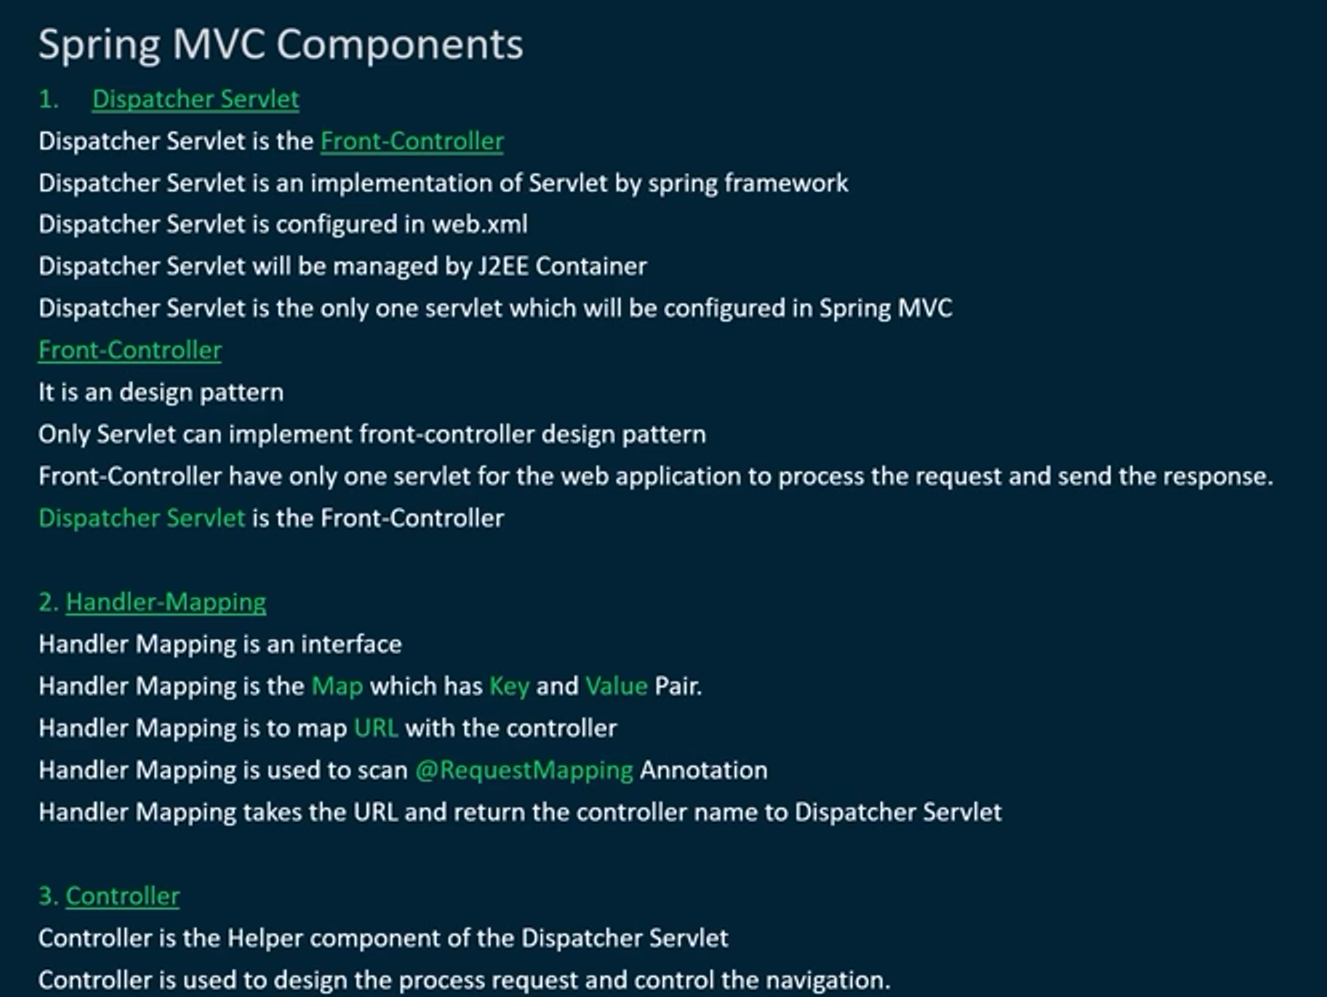 Spring MVC Components
1. Dispatcher Servlet
Dispatcher Servlet is the Front-Controller
Dispatcher Servlet is an implementation of Servlet by spring framework
Dispatcher Servlet is configured in web.xml
Dispatcher Servlet will be managed by J2EE Container
Dispatcher Servlet is the only one servlet which will be configured in Spring MVC
Front-Controller
It is an design pattern
Only Servlet can implement front-controller design pattern
Front-Controller have only one servlet for the web application to process the request and send the response.
Dispatcher Servlet is the Front-Controller
2. Handler-Mapping
Handler Mapping is an interface
Handler Mapping is the Map which has Key and Value Pair.
Handler Mapping is to map URL with the controller
Handler Mapping is used to scan @RequestMapping Annotation
Handler Mapping takes the URL and return the controller name to Dispatcher Servlet
3. Controller
Controller is the Helper component of the Dispatcher Servlet
Controller is used to design the process request and control the navigation.